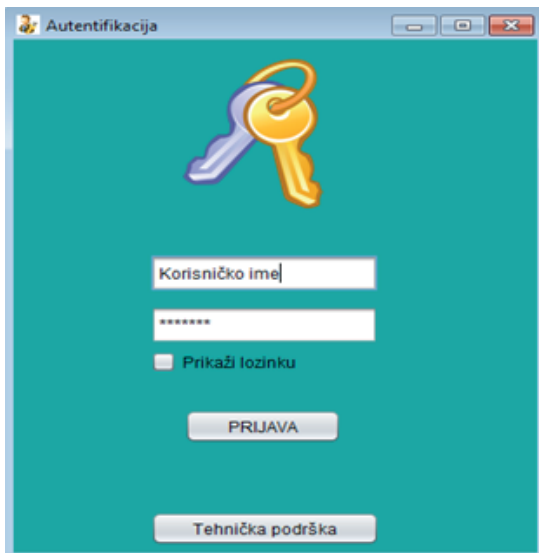 Autentifikacija
Korisničko ime
*******
Prikaži lozinku
PRIJAVA
Tehnička podrška